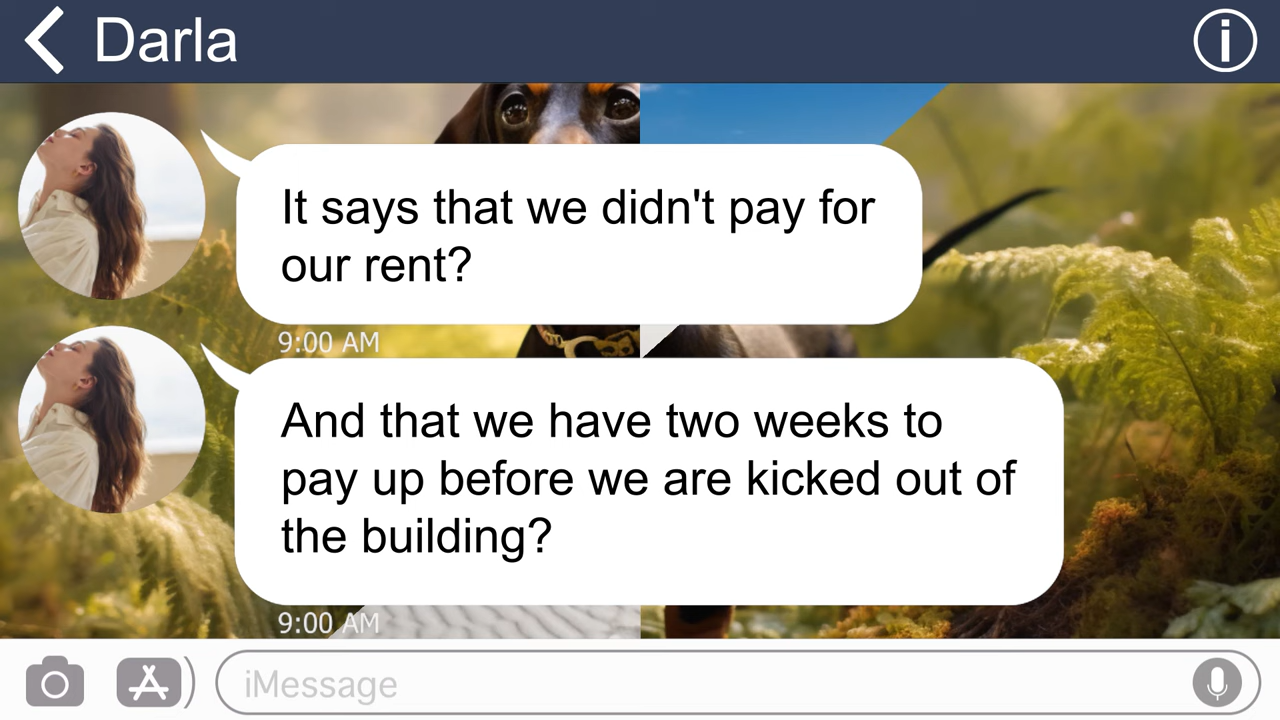 Darla
It says that we didn't pay for
our rent?
9:00 AM
And that we have two weeks to
pay up before we are kicked out of
the building?
9:00 AM
iMessage